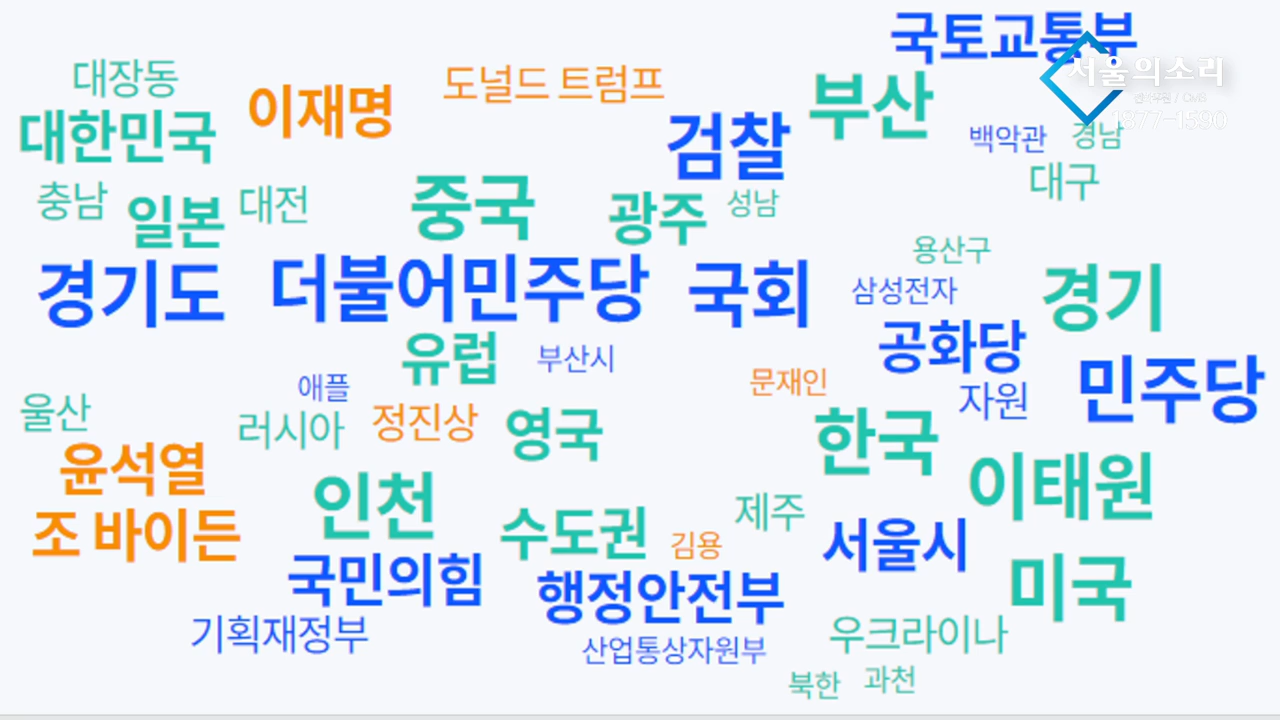 국토교통부
서울의소리
1877-1590
대장동
이재명
도널드 트럼프
부산
대한민국
검찰
백악관
경남
대구
충남
일본
대전
중국
광주
성남
용산구
경기도
더불어민주당
국회
삼성전자
경기
공화당
유럽
부산시
애플
문재인
자원
민주당
울산
러시아
정진상
영국
한국
윤석열
이태원
인천
조 바이든
수도권
김용
제주
서울시
국민의힘
행정안전부
미국
기획재정부
산업통상자원부
우크라이나
북한
과천